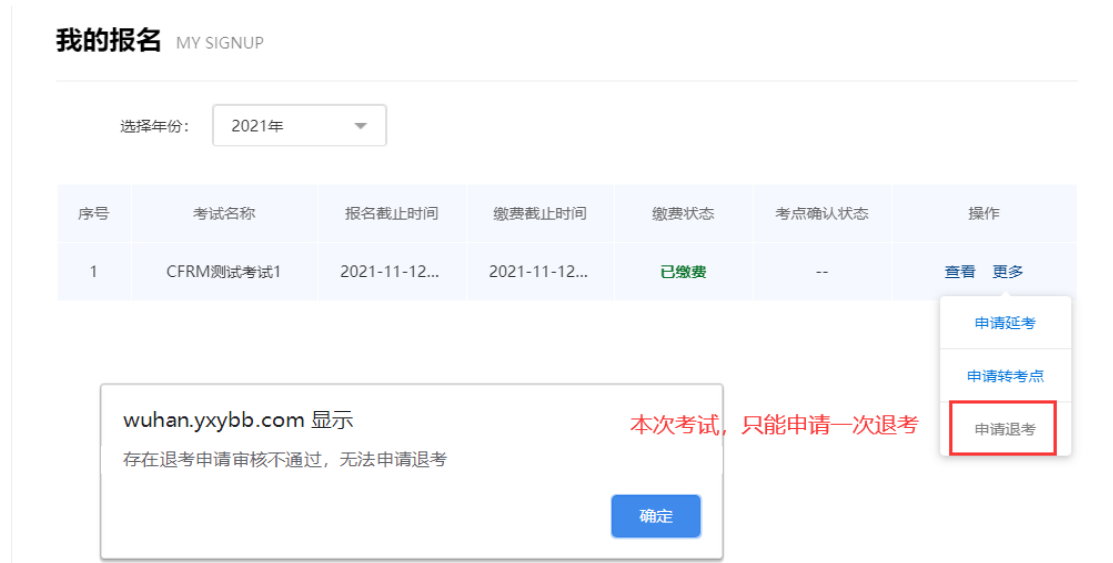 我的报名 MY SIGNUP
选择年份： 2021年
序号 考试名称 报名截止时间 缴费截止时间 缴费状态 考点确认状态 操作
1 CFRM测试考试1 2021-11-12... 2021-11-12... 已缴费 -- 查看 更多
申请延考
申请转考点
申请退考
本次考试，只能申请一次退考
wuhan.yxybb.com 显示
存在退考申请审核不通过，无法申请退考
确定